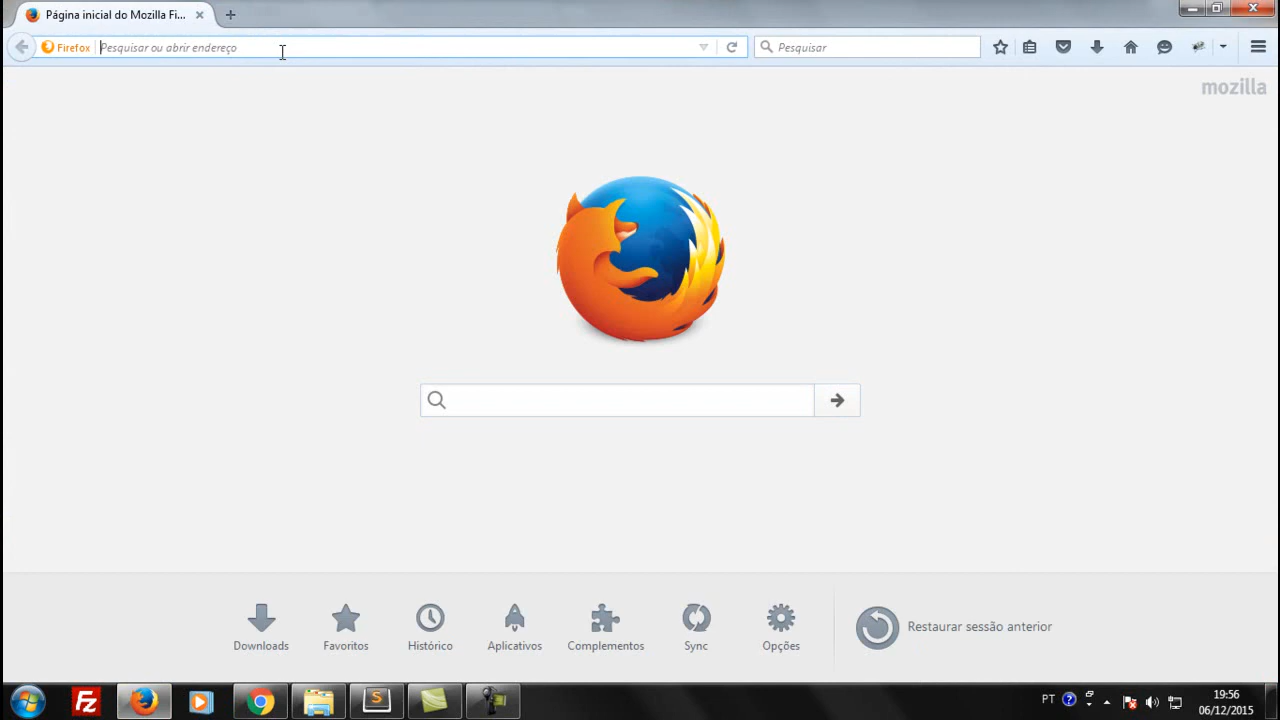 Página inicial do Mozilla Fi...
Firefox
Pesquisar ou abrir endereço
Pesquisar
mozilla
Downloads
Favoritos
Histórico
Aplicativos
Complementos
Sync
Opções
Restaurar sessão anterior
Fz
S
PT
19:56
06/12/2015